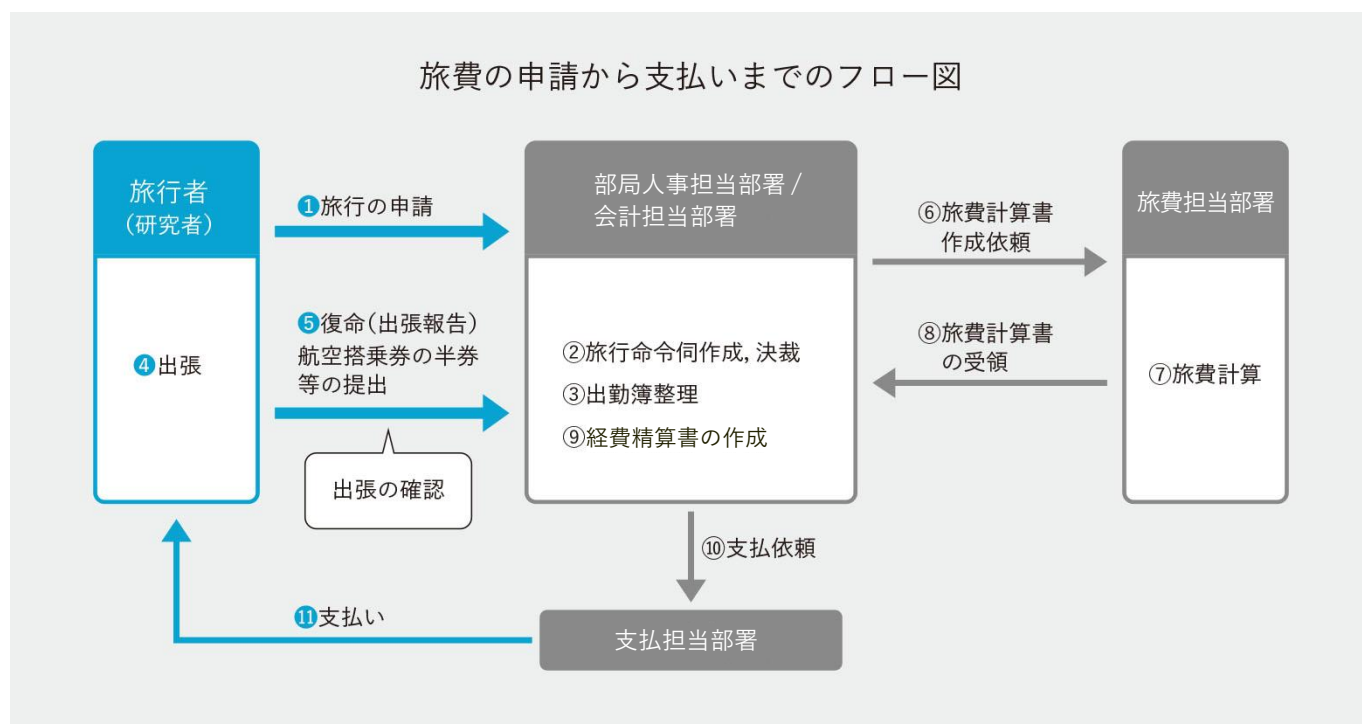 旅費の申請から支払いまでのフロー図
旅行者
(研究者)
❹出張
❶旅行の申請
❺復命(出張報告)
航空搭乗券の半券
等の提出
出張の確認
部局人事担当部署/
会計担当部署
②旅行命令伺作成,決裁
③出勤簿整理
⑨経費精算書の作成
⑥旅費計算書
作成依頼
⑧旅費計算書
の受領
旅費担当部署
⑦旅費計算
⑩支払依頼
支払担当部署
⓫支払い